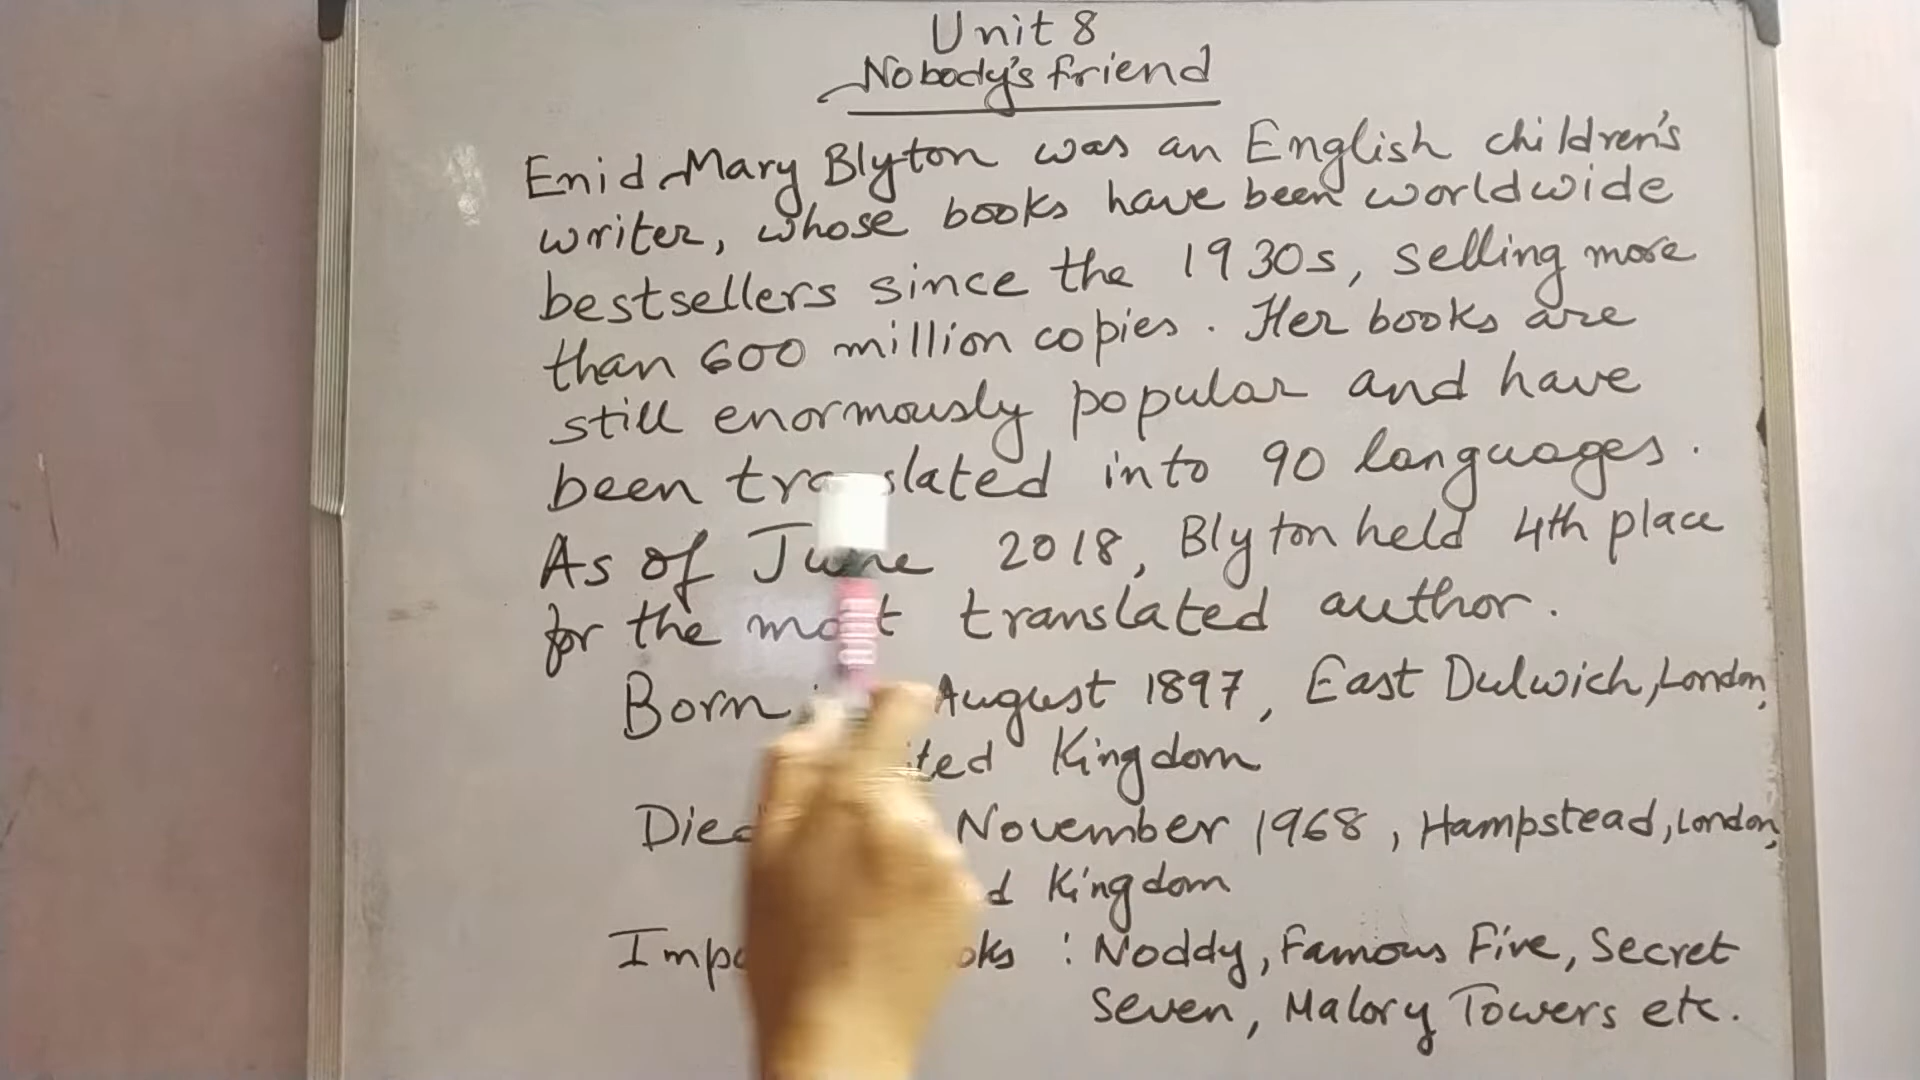 Unit 8
Nobody's friend
Enid Mary Blyton was an English children's
writer, whose books have been worldwide
bestsellers since the 1930s, selling more
than 600 million copies. Her books are
still enormously popular and have
been translated into 90 languages.
As of June 2018, Blyton held 4th place
for the most translated author.
Born August 1897, East Dulwich, London,
Kingdom
Died November 1968, Hampstead, London,
Kingdom
: Noddy, Famous Five, Secret
Seven, Malory Towers etc.